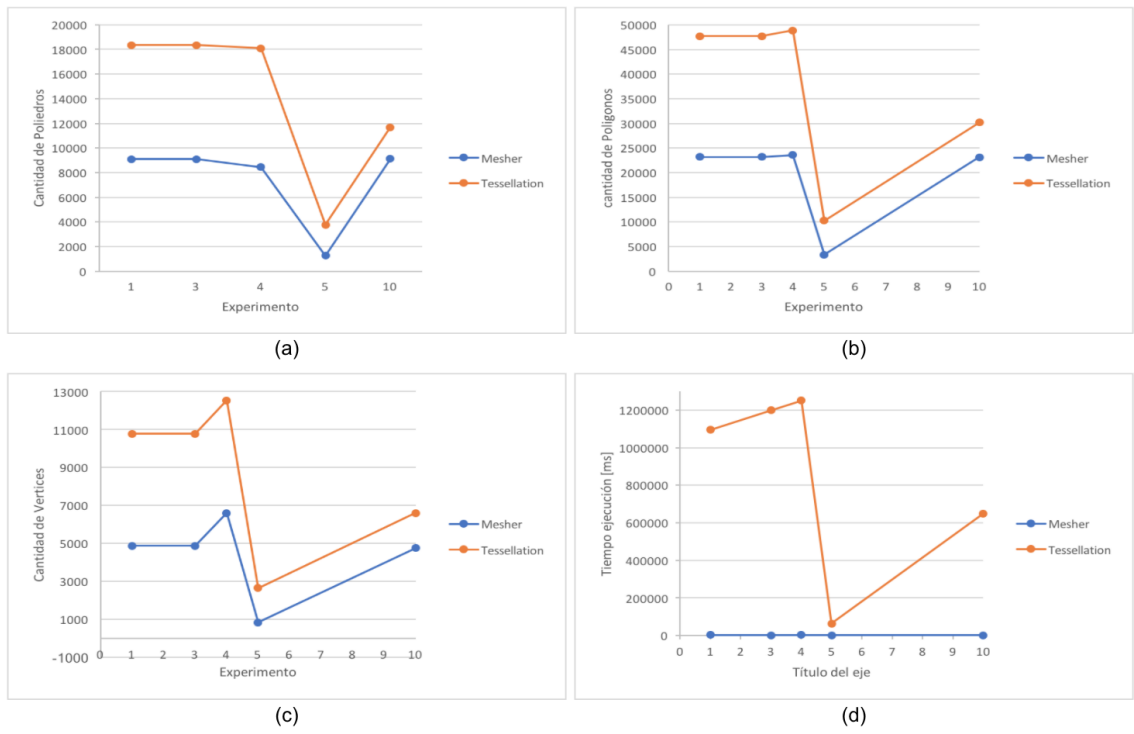 20000
18000
16000
14000
12000
10000
8000
6000
4000
2000
0
Cantidad de Poliedros
1 3 4 5 10
Experimento
Mesher
Tessellation
(a)
50000
45000
40000
35000
30000
25000
20000
15000
10000
5000
0
cantidad de Poligonos
0 1 2 3 4 5 6 7 8 9 10
Experimento
Mesher
Tessellation
(b)
13000
11000
9000
7000
5000
3000
1000
-1000
Cantidad de Vertices
0 1 2 3 4 5 6 7 8 9 10
Experimento
Mesher
Tessellation
(c)
1200000
1000000
800000
600000
400000
200000
0
Tiempo ejecución [ms]
0 1 2 3 4 5 6 7 8 9 10
Título del eje
Mesher
Tessellation
(d)